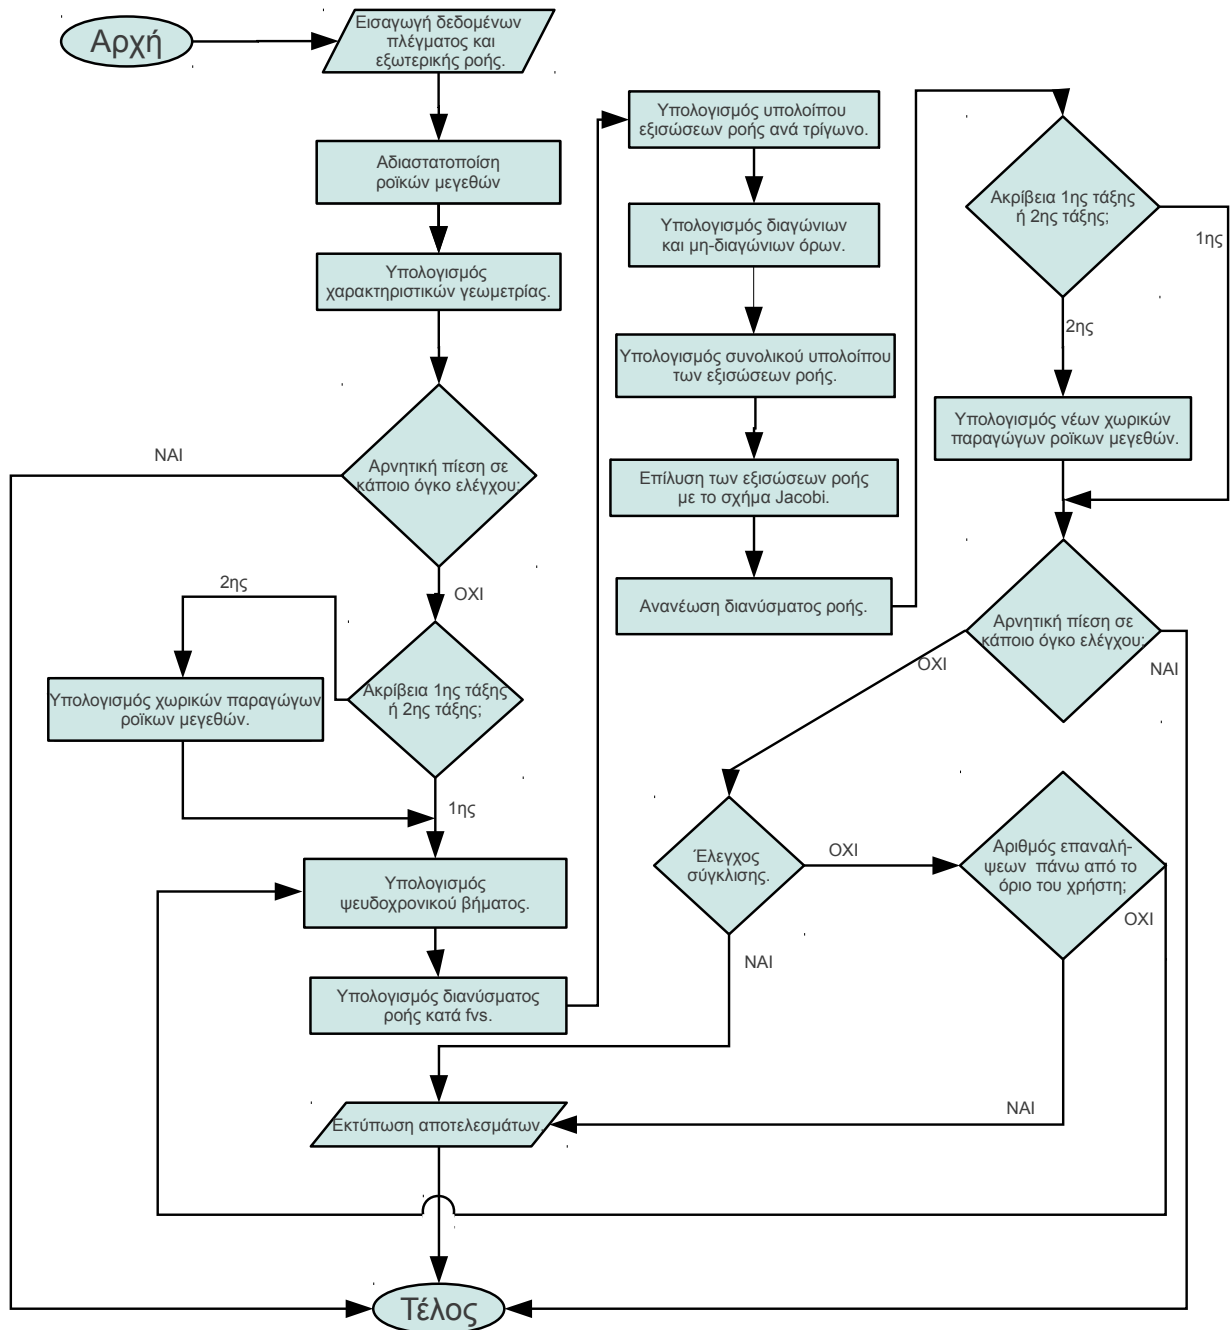 Αρχή
Εισαγωγή δεδομένων
πλέγματος και
εξωτερικής ροής.
Αδιαστατοποίση
ροϊκών μεγεθών
Υπολογισμός
χαρακτηριστικών γεωμετρίας.
Αρνητική πίεση σε
κάποιο όγκο ελέγχου;
ΝΑΙ
ΟΧΙ
Ακρίβεια 1ης τάξης
ή 2ης τάξης;
2ης
Υπολογισμός χωρικών παραγώγων
ροϊκων μεγεθών.
1ης
Υπολογισμός
ψευδοχρονικού βήματος.
Υπολογισμός διανύσματος
ροής κατά fvs.
Υπολογισμός υπολοίπου
εξισώσεων ροής ανά τρίγωνο.
Υπολογισμός διαγώνιων
και μη-διαγώνιων όρων.
Υπολογισμός συνολικού υπολοίπου
των εξισώσεων ροής.
Επίλυση των εξισώσεων ροής
με το σχήμα Jacobi.
Ανανέωση διανύσματος ροής.
Ακρίβεια 1ης τάξης
ή 2ης τάξης;
1ης
2ης
Υπολογισμός νέων χωρικών
παραγώγων ροϊκων μεγεθών.
Αρνητική πίεση σε
κάποιο όγκο ελέγχου;
ΟΧΙ
ΝΑΙ
Έλεγχος
σύγκλισης.
ΟΧΙ
ΝΑΙ
Αριθμός επαναλή-
ψεων πάνω από το
όριο του χρήστη;
ΟΧΙ
ΝΑΙ
Εκτύπωση αποτελεσμάτων.
Τέλος